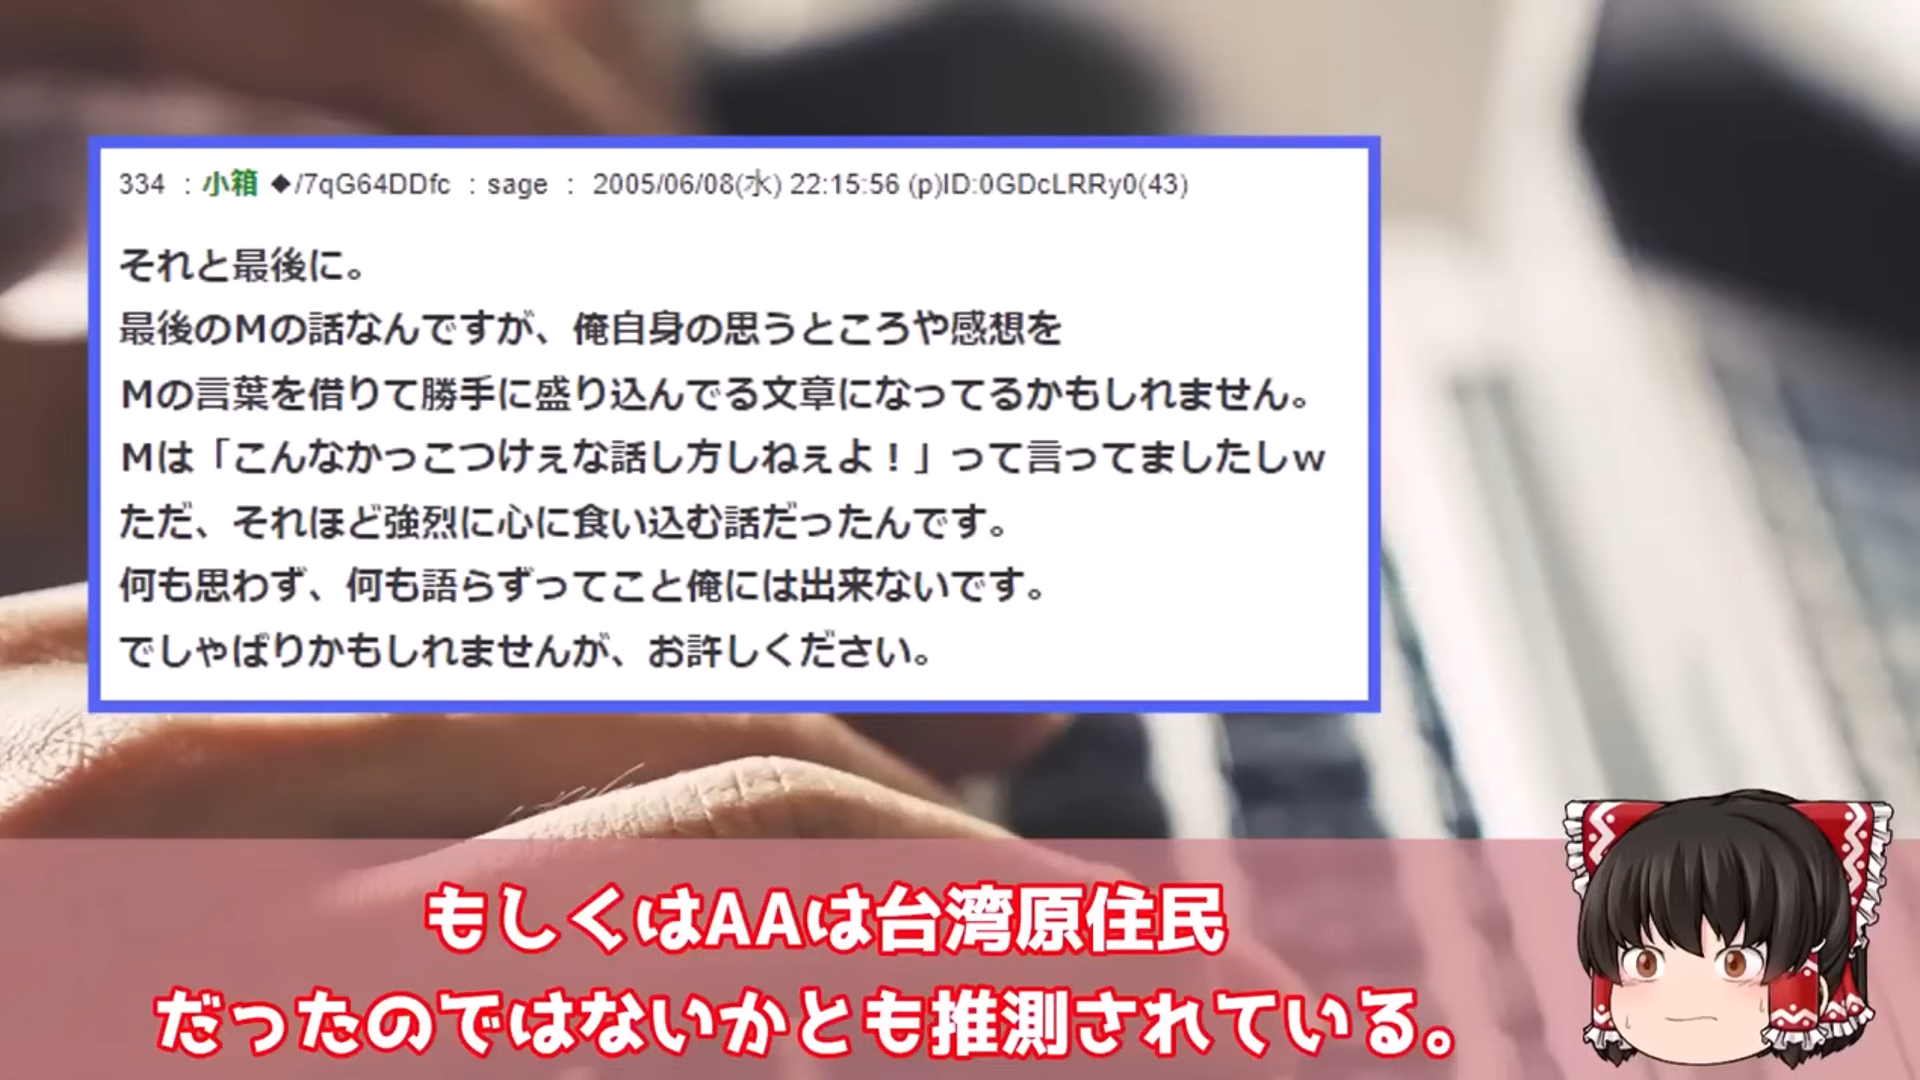 334 ：小箱 ◆/7qG64DDfc ：sage ： 2005/06/08(水) 22:15:56 (p)ID:0GDcLRRy0(43)
それと最後に。
最後のＭの話なんですが、俺自身の思うところや感想を
Ｍの言葉を借りて勝手に盛り込んでる文章になってるかもしれません。
Ｍは「こんなかっこつけぇな話し方しねぇよ！」って言ってましたしｗ
ただ、それほど強烈に心に食い込む話だったんです。
何も思わず、何も語らずってこと俺には出来ないです。
でしゃばりかもしれませんが、お許しください。
もしくはAAは台湾原住民
だったのではないかとも推測されている。